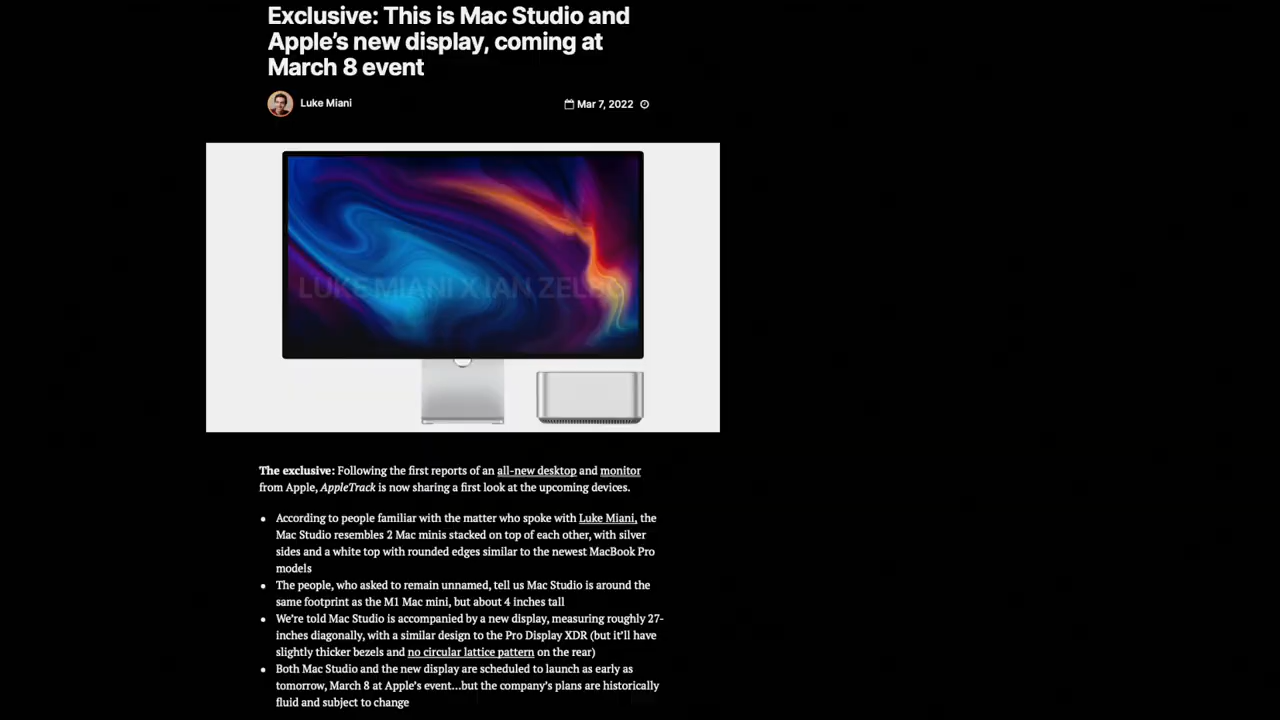 Exclusive: This is Mac Studio and
Apple's new display, coming at
March 8 event
Luke Miani
Mar 7, 2022
LUKE MIANI X IAN ZELBO
The exclusive: Following the first reports of an all-new desktop and monitor
from Apple, AppleTrack is now sharing a first look at the upcoming devices.
• According to people familiar with the matter who spoke with Luke Miani, the
Mac Studio resembles 2 Mac minis stacked on top of each other, with silver
sides and a white top with rounded edges similar to the newest MacBook Pro
models
• The people, who asked to remain unnamed, tell us Mac Studio is around the
same footprint as the M1 Mac mini, but about 4 inches tall
• We're told Mac Studio is accompanied by a new display, measuring roughly 27-
inches diagonally, with a similar design to the Pro Display XDR (but it'll have
slightly thicker bezels and no circular lattice pattern on the rear)
• Both Mac Studio and the new display are scheduled to launch as early as
tomorrow, March 8 at Apple's event...but the company's plans are historically
fluid and subject to change